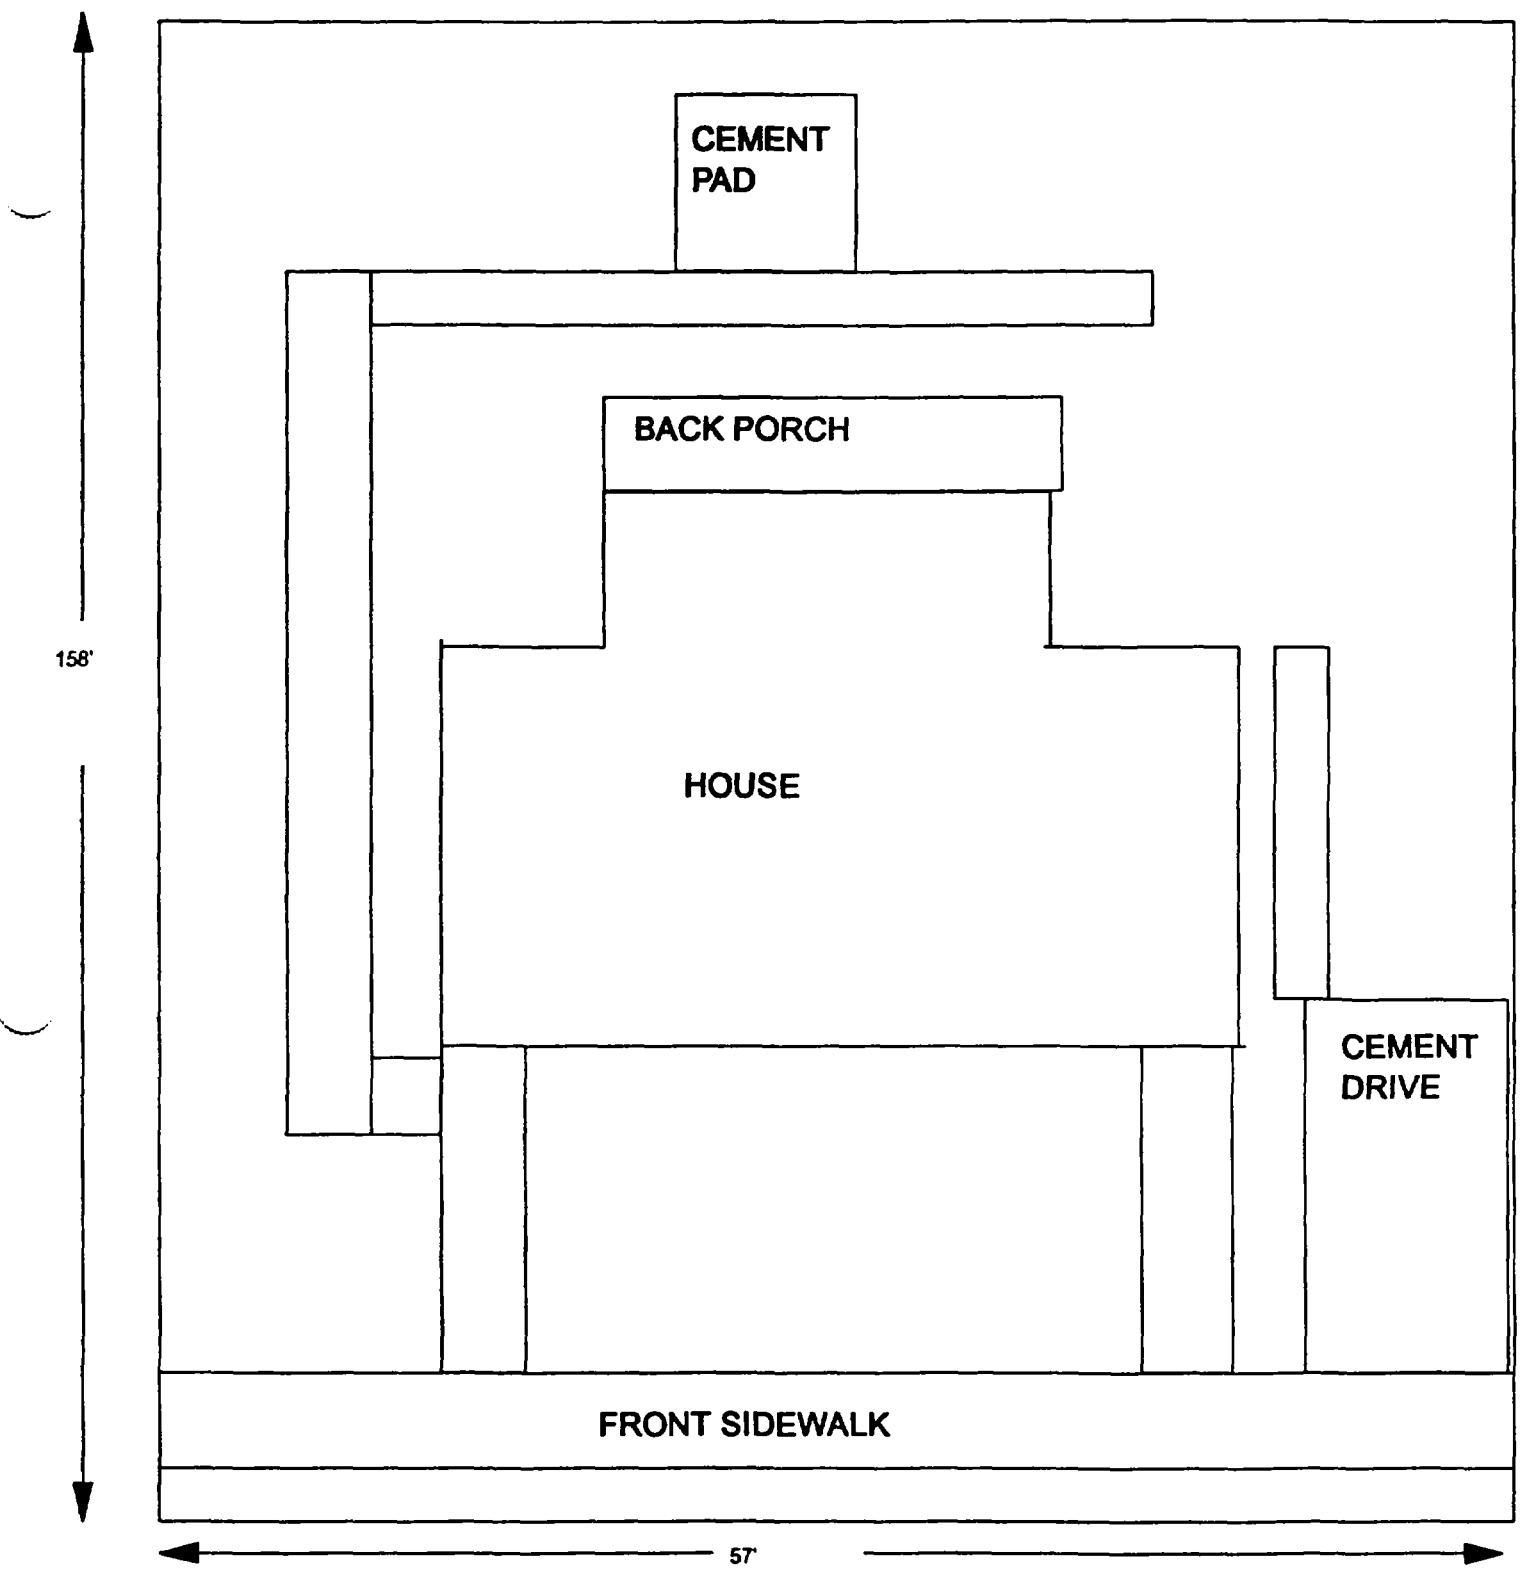 CEMENT
PAD
BACK PORCH
158'
HOUSE
CEMENT
DRIVE
FRONT SIDEWALK
57'